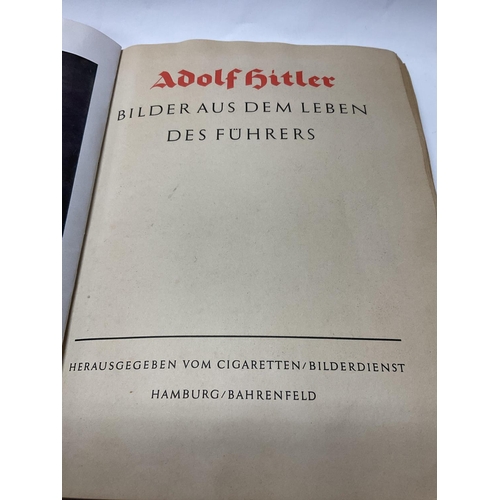 Adolf Hitler
BILDER AUS DEM LEBEN
DES FÜHRERS
HERAUSGEGEBEN VOM CIGARETTEN/BILDERDIENST
HAMBURG/BAHRENFELD